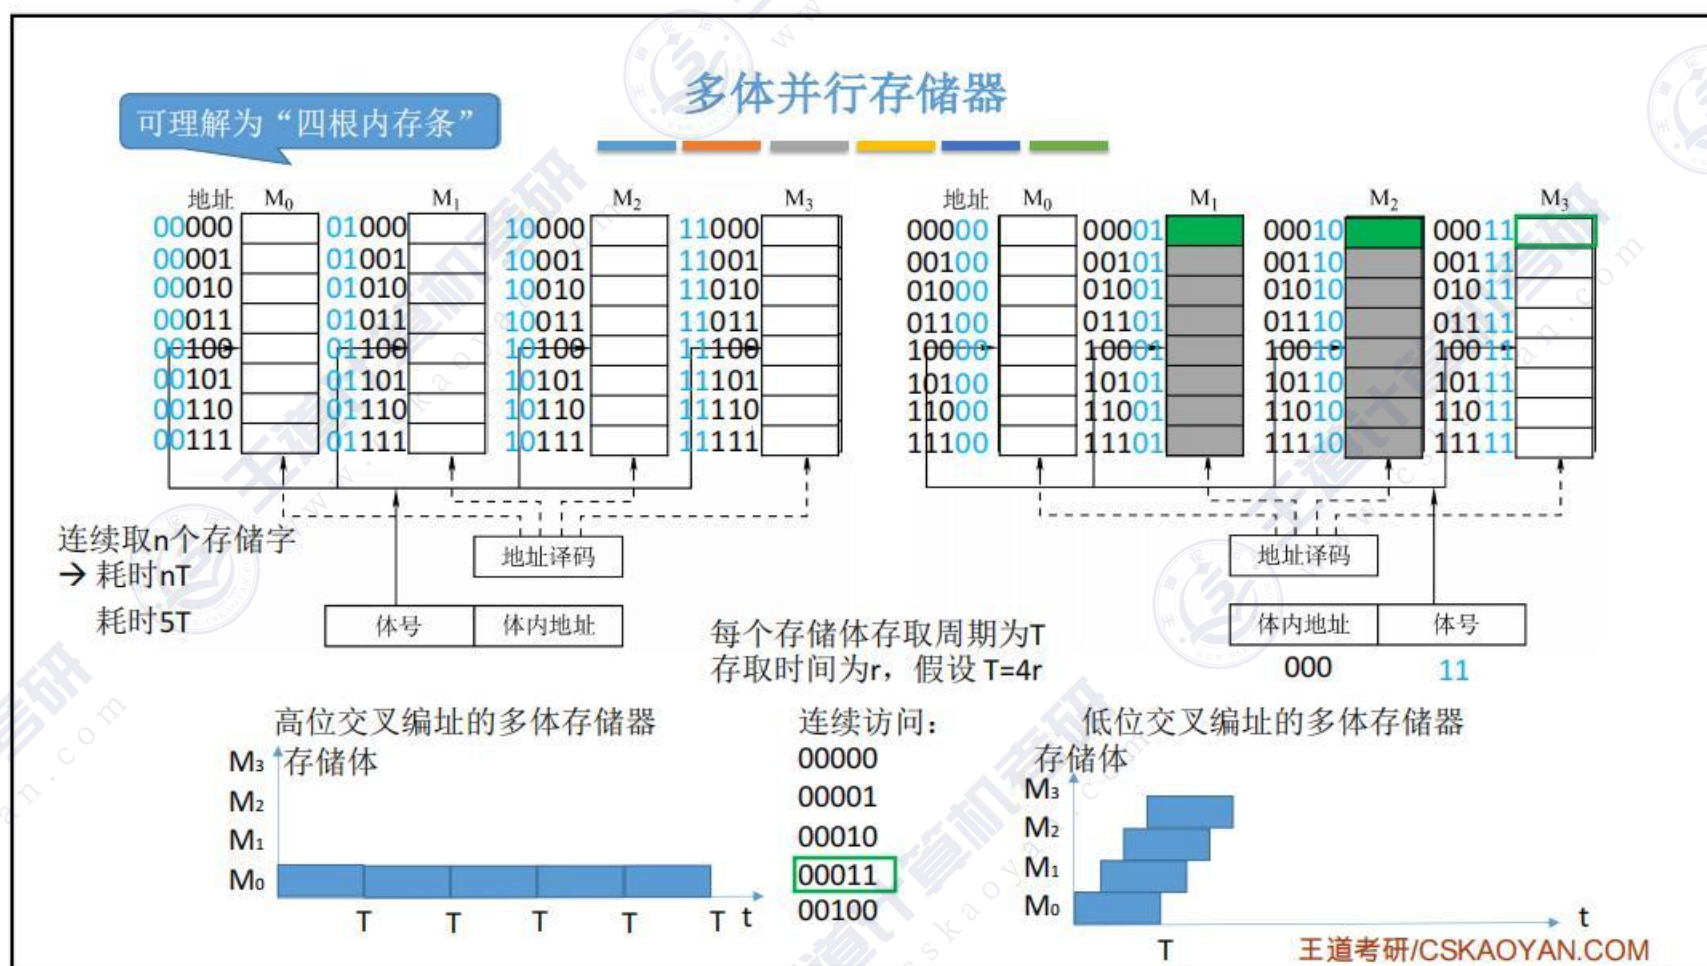 多体并行存储器
可理解为“四根内存条”
地址 M₀ M₁ M₂ M₃
00000 01000 10000 11000
00001 01001 10001 11001
00010 01010 10010 11010
00011 01011 10011 11011
00100 01100 10100 11100
00101 01101 10101 11101
00110 01110 10110 11110
00111 01111 10111 11111
地址译码
体号 体内地址
连续取n个存储字
→ 耗时nT
耗时5T
地址 M₀ M₁ M₂ M₃
00000 00001 00010 00011
00100 00101 00110 00111
01000 01001 01010 01011
01100 01101 01110 01111
10000 10001 10010 10011
10100 10101 10110 10111
11000 11001 11010 11011
11100 11101 11110 11111
地址译码
体内地址 体号
000 11
每个存储体存取周期为T
存取时间为r，假设 T=4r
高位交叉编址的多体存储器
存储体
M₃
M₂
M₁
M₀
T T T T T t
连续访问：
00000
00001
00010
00011
00100
低位交叉编址的多体存储器
存储体
M₃
M₂
M₁
M₀
T t
王道考研/CSKAOYAN.COM